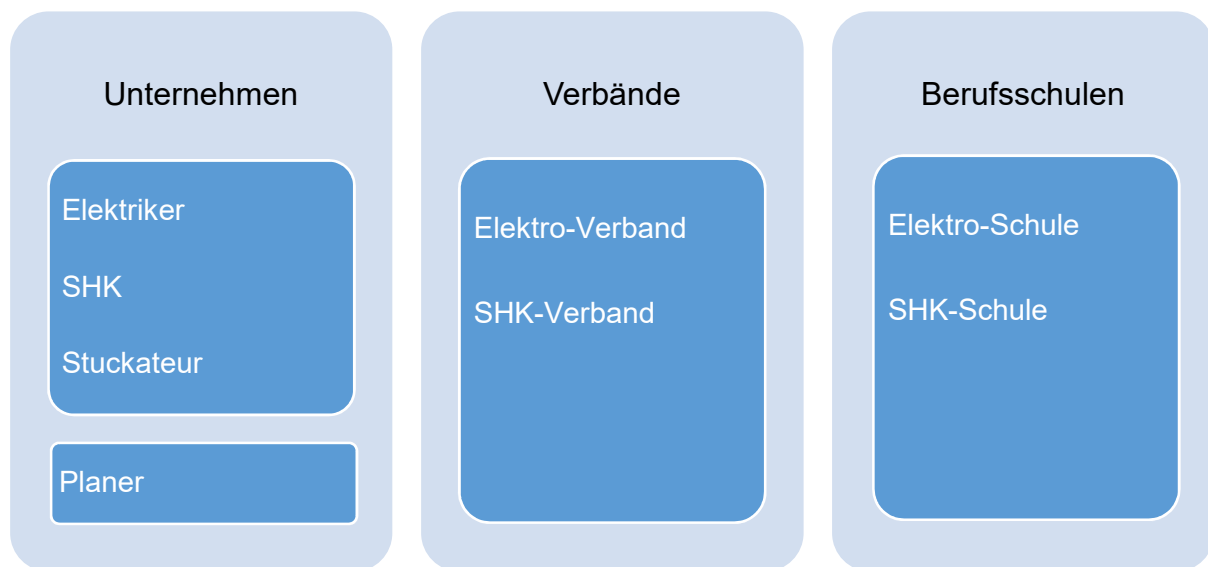 Unternehmen
Elektriker
SHK
Stuckateur
Planer
Verbände
Elektro-Verband
SHK-Verband
Berufsschulen
Elektro-Schule
SHK-Schule